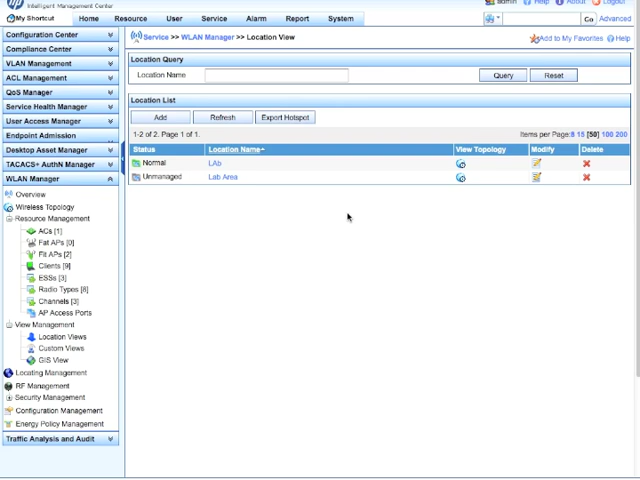 hp Intelligent Management Center
admin Help About Logout
My Shortcut Home Resource User Service Alarm Report System Go Advanced
Configuration Center
Compliance Center
VLAN Management
ACL Management
QoS Manager
Service Health Manager
User Access Manager
Endpoint Admission
Desktop Asset Manager
TACACS+ AuthN Manager
WLAN Manager
Overview
Wireless Topology
Resource Management
ACs [1]
Fat APs [0]
Fit APs [2]
Clients [9]
ESSs [3]
Radio Types [8]
Channels [3]
AP Access Ports
View Management
Location Views
Custom Views
GIS View
Locating Management
RF Management
Security Management
Configuration Management
Energy Policy Management
Traffic Analysis and Audit
Service >> WLAN Manager >> Location View
Add to My Favorites Help
Location Query
Location Name Query Reset
Location List
Add Refresh Export Hotspot
1-2 of 2. Page 1 of 1. Items per Page:8 15 [50] 100 200
Status Location Name View Topology Modify Delete
Normal LAb
Unmanaged Lab Area